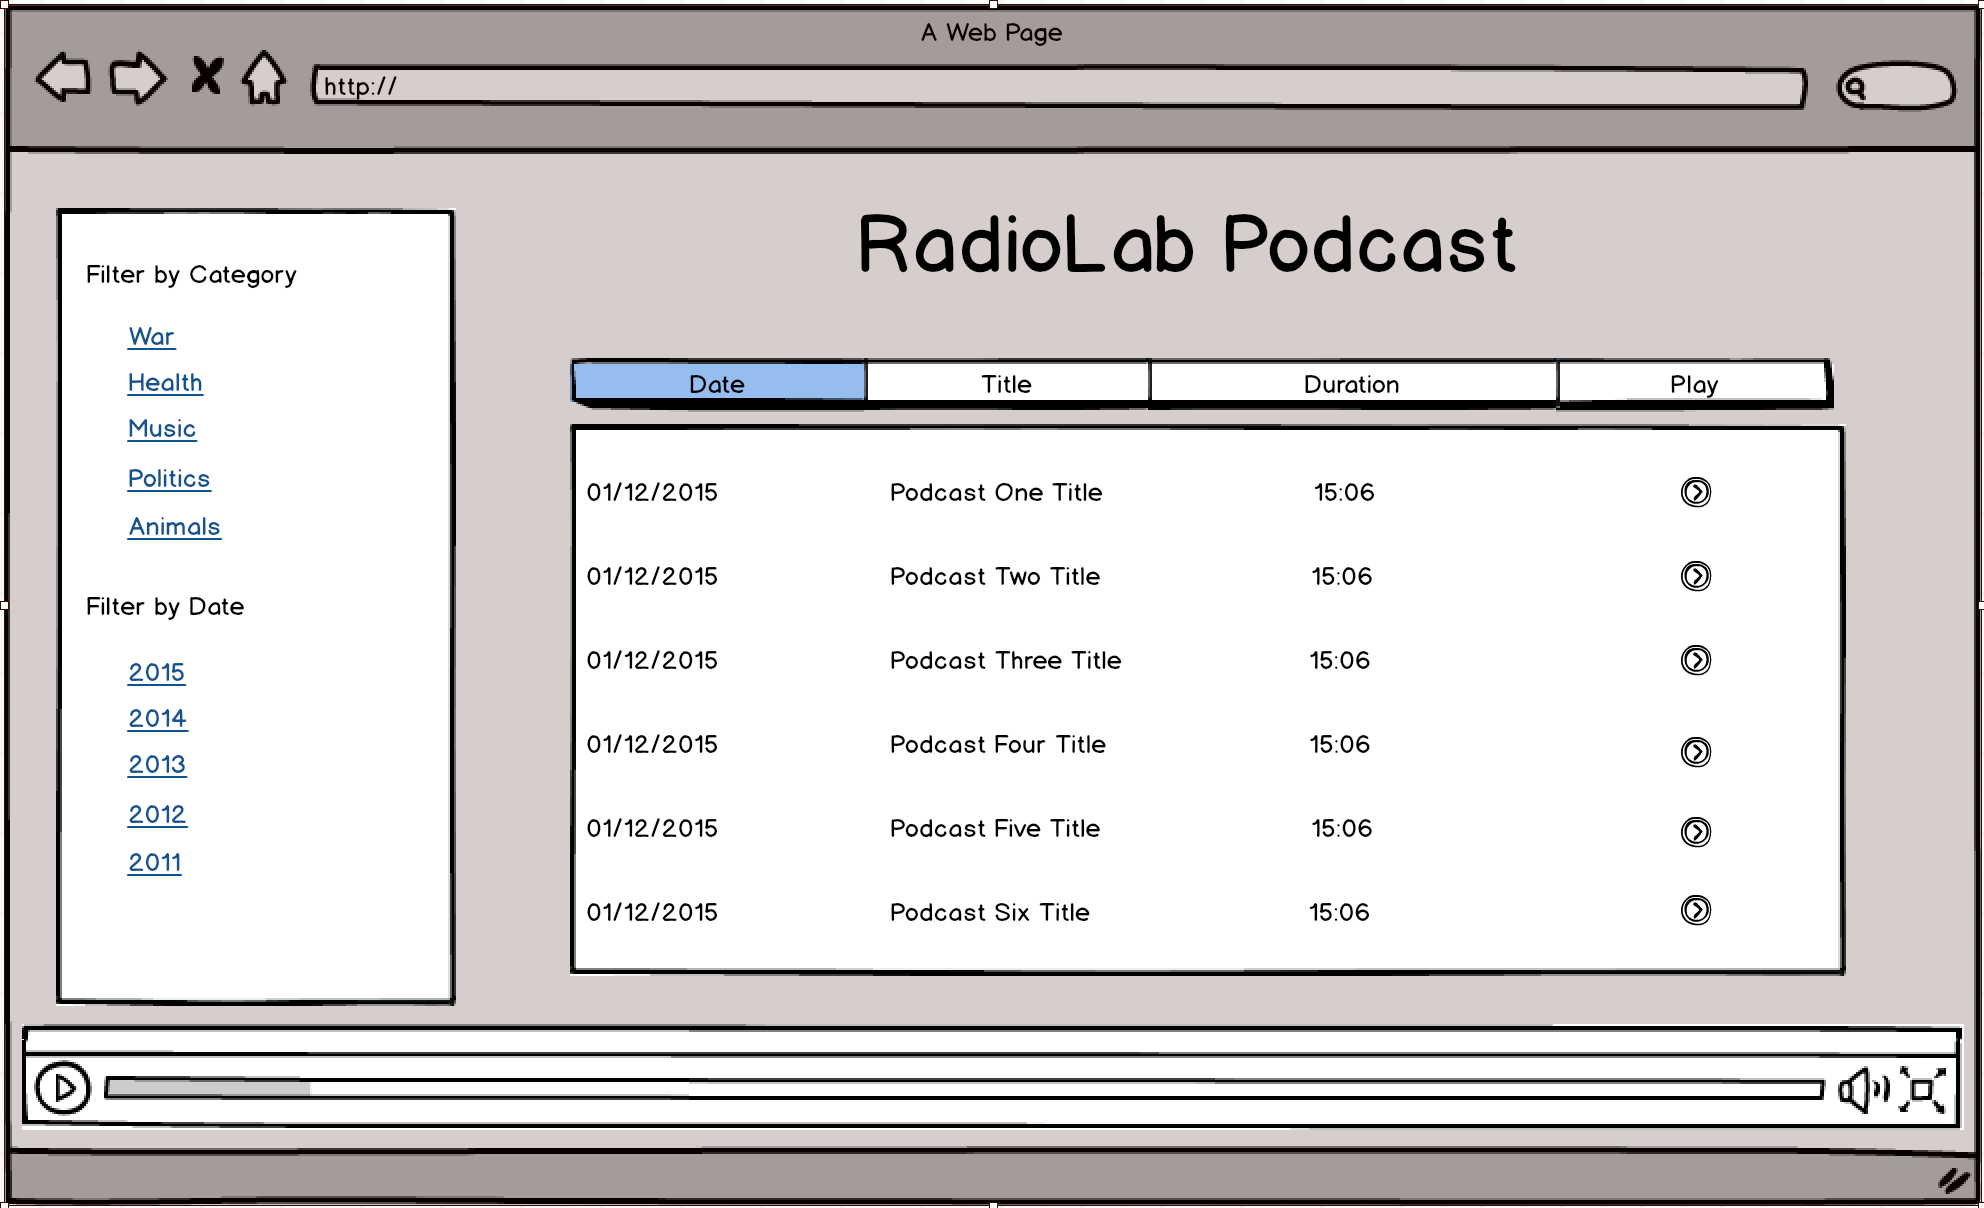 A Web Page
http://
RadioLab Podcast
Filter by Category
War
Health
Music
Politics
Animals
Filter by Date
2015
2014
2013
2012
2011
Date Title Duration Play
01/12/2015 Podcast One Title 15:06
01/12/2015 Podcast Two Title 15:06
01/12/2015 Podcast Three Title 15:06
01/12/2015 Podcast Four Title 15:06
01/12/2015 Podcast Five Title 15:06
01/12/2015 Podcast Six Title 15:06